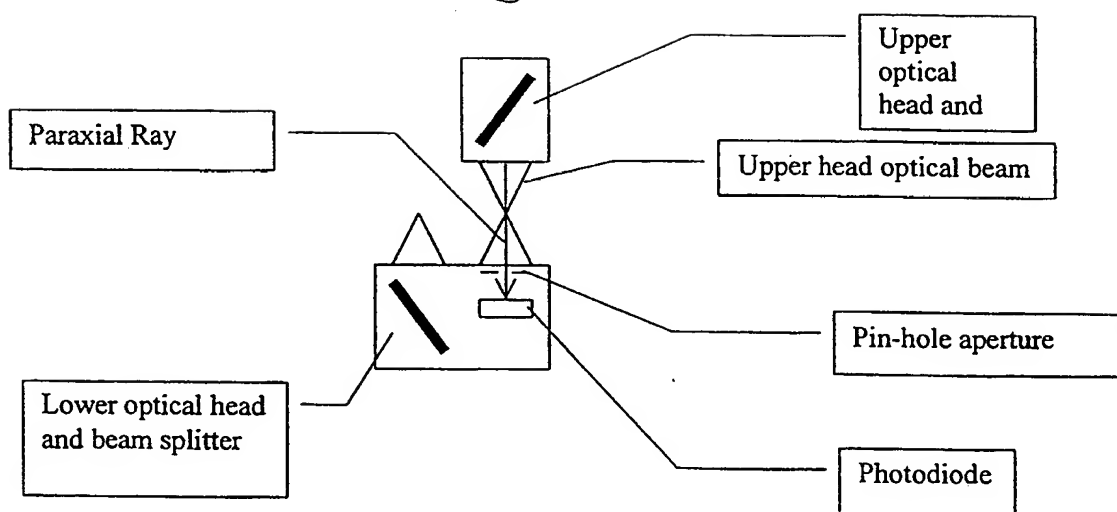 Upper
optical
head and
Paraxial Ray
Upper head optical beam
Pin-hole aperture
Lower optical head
and beam splitter
Photodiode